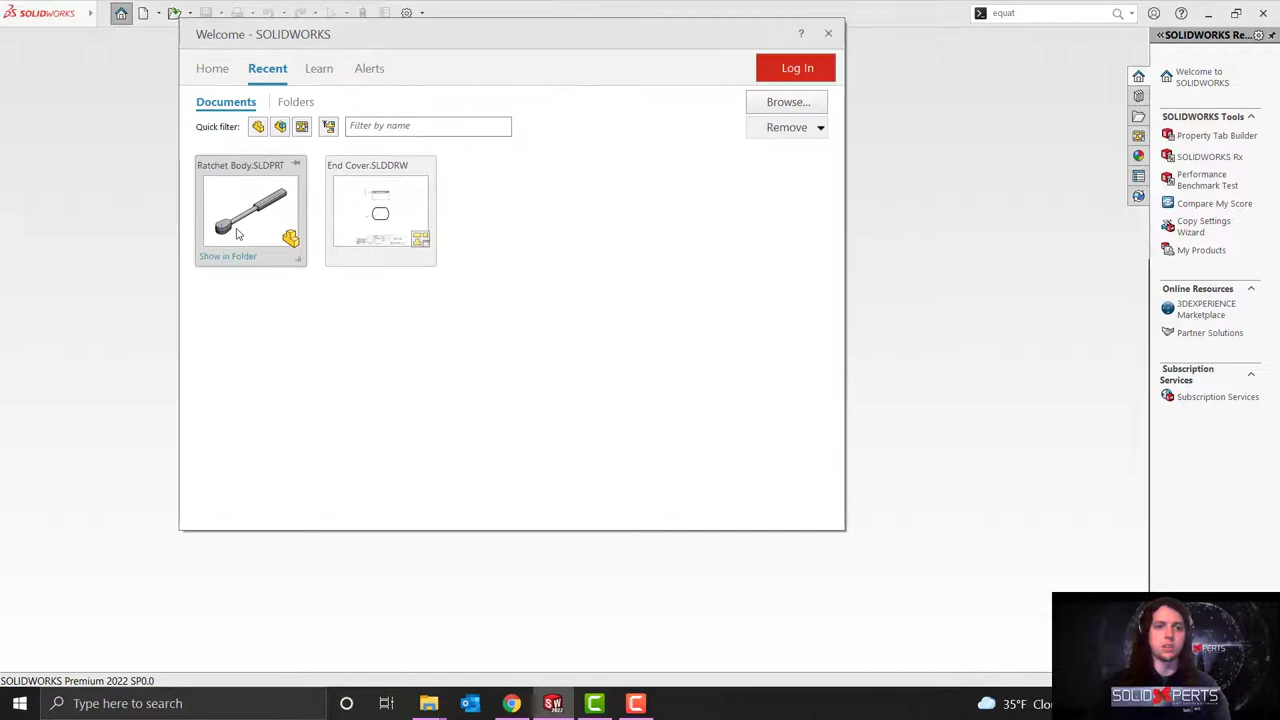 SOLIDWORKS
equat
Welcome - SOLIDWORKS
?
Home Recent Learn Alerts
Log In
Documents Folders
Browse...
Quick filter:
Filter by name
Remove
Ratchet Body.SLDPRT
End Cover.SLDDRW
Show in Folder
SOLIDWORKS Re...
Welcome to
SOLIDWORKS
SOLIDWORKS Tools
Property Tab Builder
SOLIDWORKS Rx
Performance
Benchmark Test
Compare My Score
Copy Settings
Wizard
My Products
Online Resources
3DEXPERIENCE
Marketplace
Partner Solutions
Subscription
Services
Subscription Services
SOLIDWORKS Premium 2022 SP0.0
XPERTS
SOLIDXPERTS
Type here to search
2022
35°F Clo